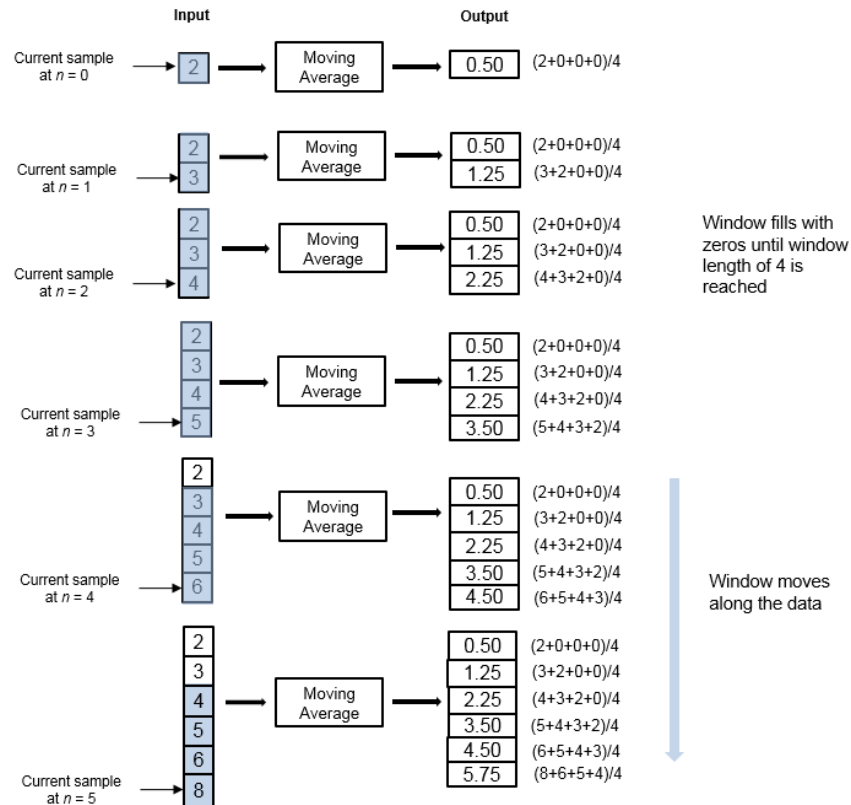 Input
Output
Current sample
at n = 0
2
Moving
Average
0.50
(2+0+0+0)/4
Current sample
at n = 1
2
3
Moving
Average
0.50
(2+0+0+0)/4
1.25
(3+2+0+0)/4
Current sample
at n = 2
2
3
4
Moving
Average
0.50
(2+0+0+0)/4
1.25
(3+2+0+0)/4
2.25
(4+3+2+0)/4
Window fills with
zeros until window
length of 4 is
reached
Current sample
at n = 3
2
3
4
5
Moving
Average
0.50
(2+0+0+0)/4
1.25
(3+2+0+0)/4
2.25
(4+3+2+0)/4
3.50
(5+4+3+2)/4
Current sample
at n = 4
2
3
4
5
6
Moving
Average
0.50
(2+0+0+0)/4
1.25
(3+2+0+0)/4
2.25
(4+3+2+0)/4
3.50
(5+4+3+2)/4
4.50
(6+5+4+3)/4
Window moves
along the data
Current sample
at n = 5
2
3
4
5
6
8
Moving
Average
0.50
(2+0+0+0)/4
1.25
(3+2+0+0)/4
2.25
(4+3+2+0)/4
3.50
(5+4+3+2)/4
4.50
(6+5+4+3)/4
5.75
(8+6+5+4)/4